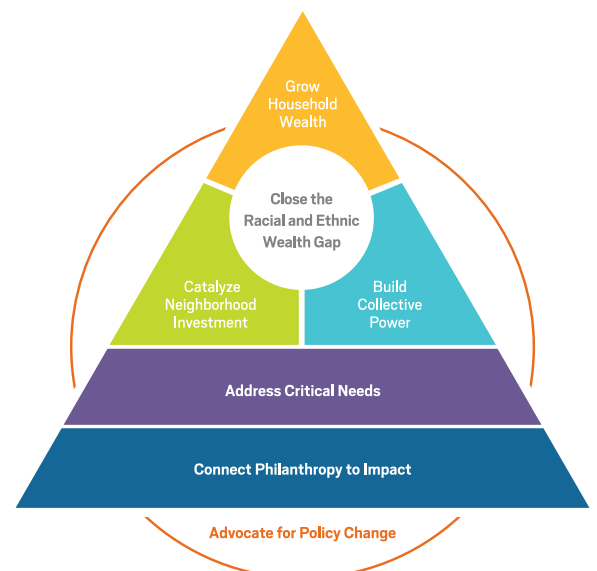 Grow
Household
Wealth
Close the
Racial and Ethnic
Wealth Gap
Catalyze
Neighborhood
Investment
Build
Collective
Power
Address Critical Needs
Connect Philanthropy to Impact
Advocate for Policy Change